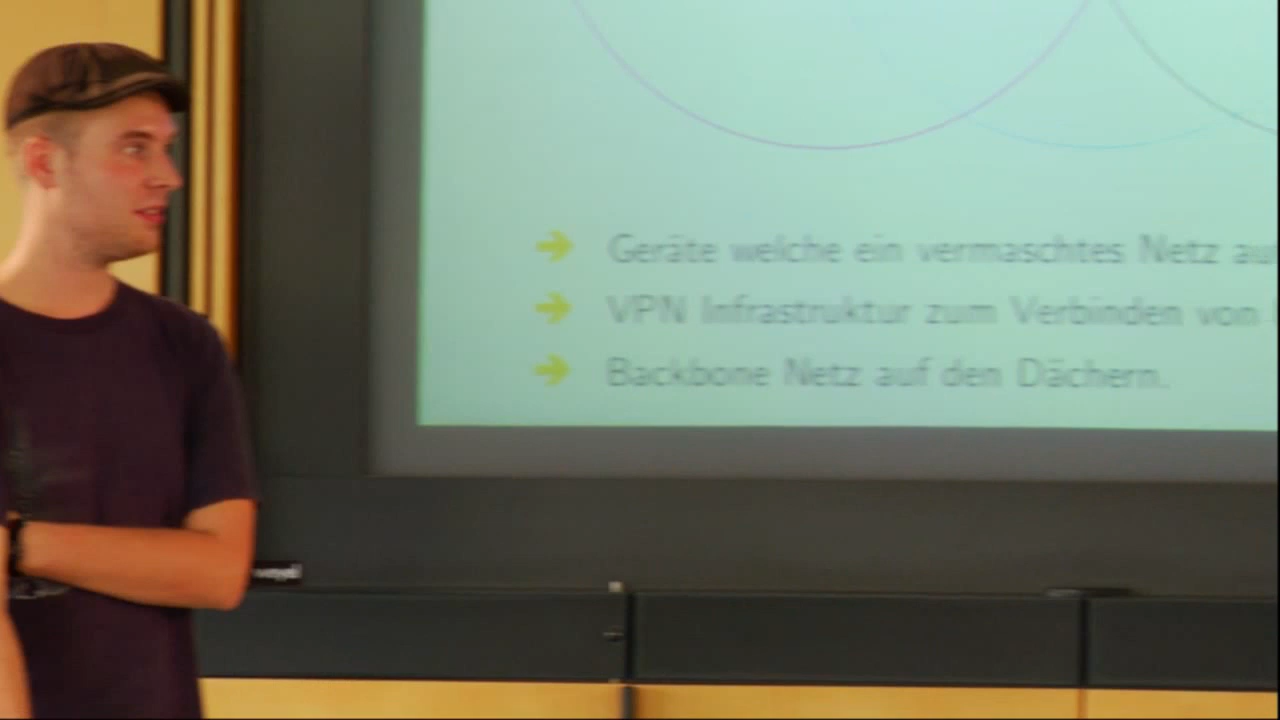 Geräte welche ein vermaschtes Netz
VPN Infrastruktur zum Verbinden von
Backbone Netz auf den Dächern.